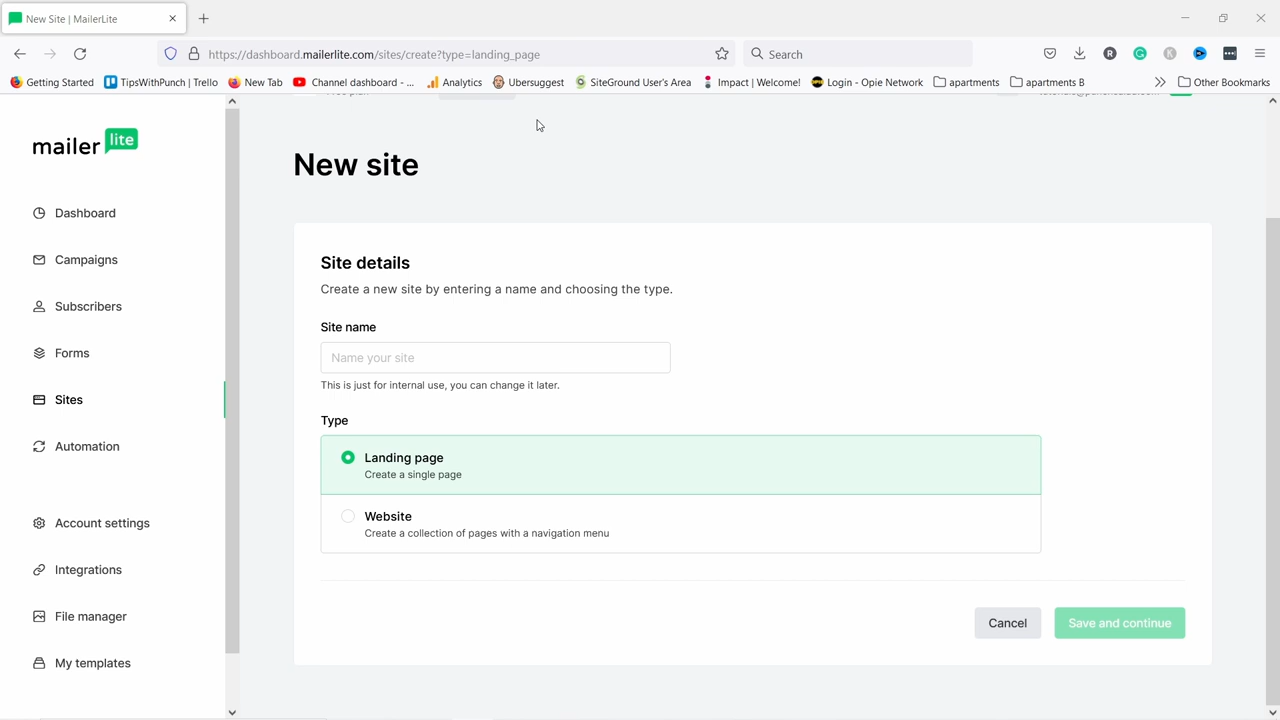 New Site | MailerLite
https://dashboard.mailerlite.com/sites/create?type=landing_page
Search
Getting Started
TipsWithPunch | Trello
New Tab
Channel dashboard - ...
Analytics
Ubersuggest
SiteGround User's Area
Impact | Welcome!
Login - Opie Network
apartments
apartments B
Other Bookmarks
mailer lite
Dashboard
Campaigns
Subscribers
Forms
Sites
Automation
Account settings
Integrations
File manager
My templates
New site
Site details
Create a new site by entering a name and choosing the type.
Site name
Name your site
This is just for internal use, you can change it later.
Type
Landing page
Create a single page
Website
Create a collection of pages with a navigation menu
Cancel
Save and continue